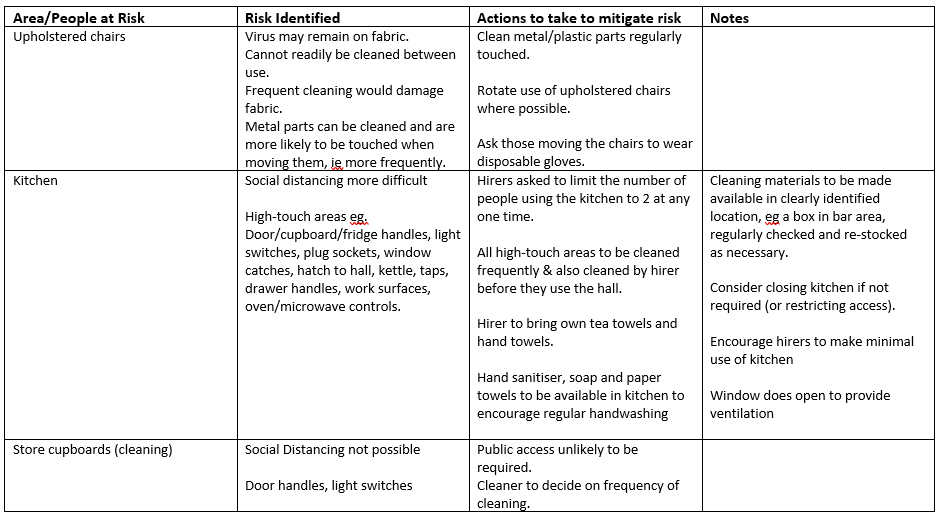 Area/People at Risk
Risk Identified
Actions to take to mitigate risk
Notes
Upholstered chairs
Virus may remain on fabric.
Cannot readily be cleaned between
use.
Frequent cleaning would damage
fabric.
Metal parts can be cleaned and are
more likely to be touched when
moving them, ie more frequently.
Clean metal/plastic parts regularly
touched.
Rotate use of upholstered chairs
where possible.
Ask those moving the chairs to wear
disposable gloves.
Kitchen
Social distancing more difficult
High-touch areas eg.
Door/cupboard/fridge handles, light
switches, plug sockets, window
catches, hatch to hall, kettle, taps,
drawer handles, work surfaces,
oven/microwave controls.
Hirers asked to limit the number of
people using the kitchen to 2 at any
one time.
All high-touch areas to be cleaned
frequently & also cleaned by hirer
before they use the hall.
Hirer to bring own tea towels and
hand towels.
Hand sanitiser, soap and paper
towels to be available in kitchen to
encourage regular handwashing
Cleaning materials to be made
available in clearly identified
location, eg a box in bar area,
regularly checked and re-stocked
as necessary.
Consider closing kitchen if not
required (or restricting access).
Encourage hirers to make minimal
use of kitchen
Window does open to provide
ventilation
Store cupboards (cleaning)
Social Distancing not possible
Door handles, light switches
Public access unlikely to be
required.
Cleaner to decide on frequency of
cleaning.